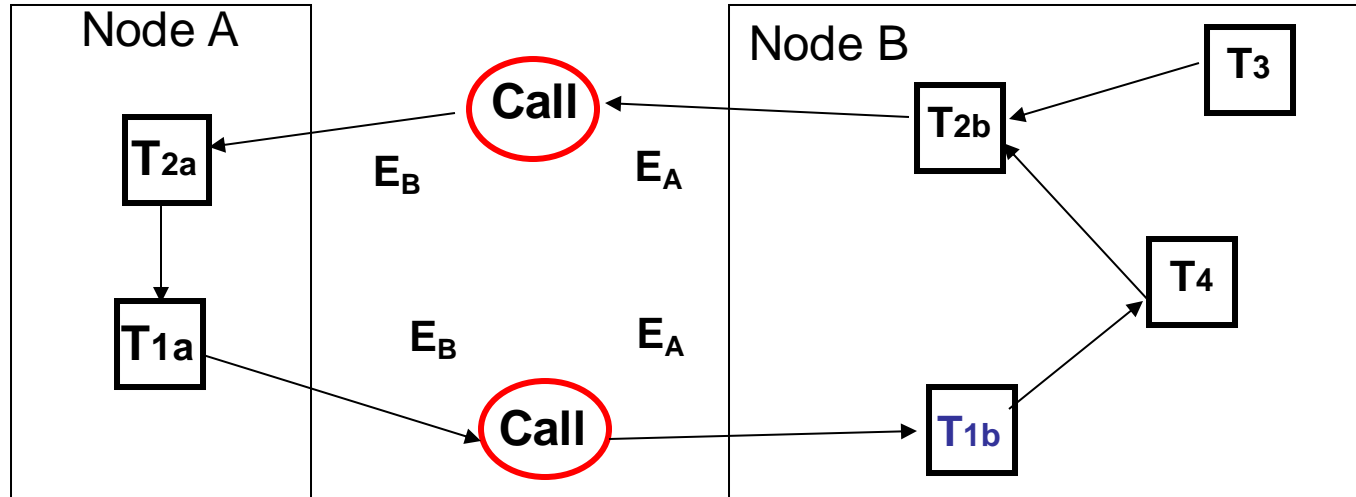 Node A
Node B
T3
Call
T2b
T2a
EB
EA
T4
T1a
EB
EA
Call
T1b